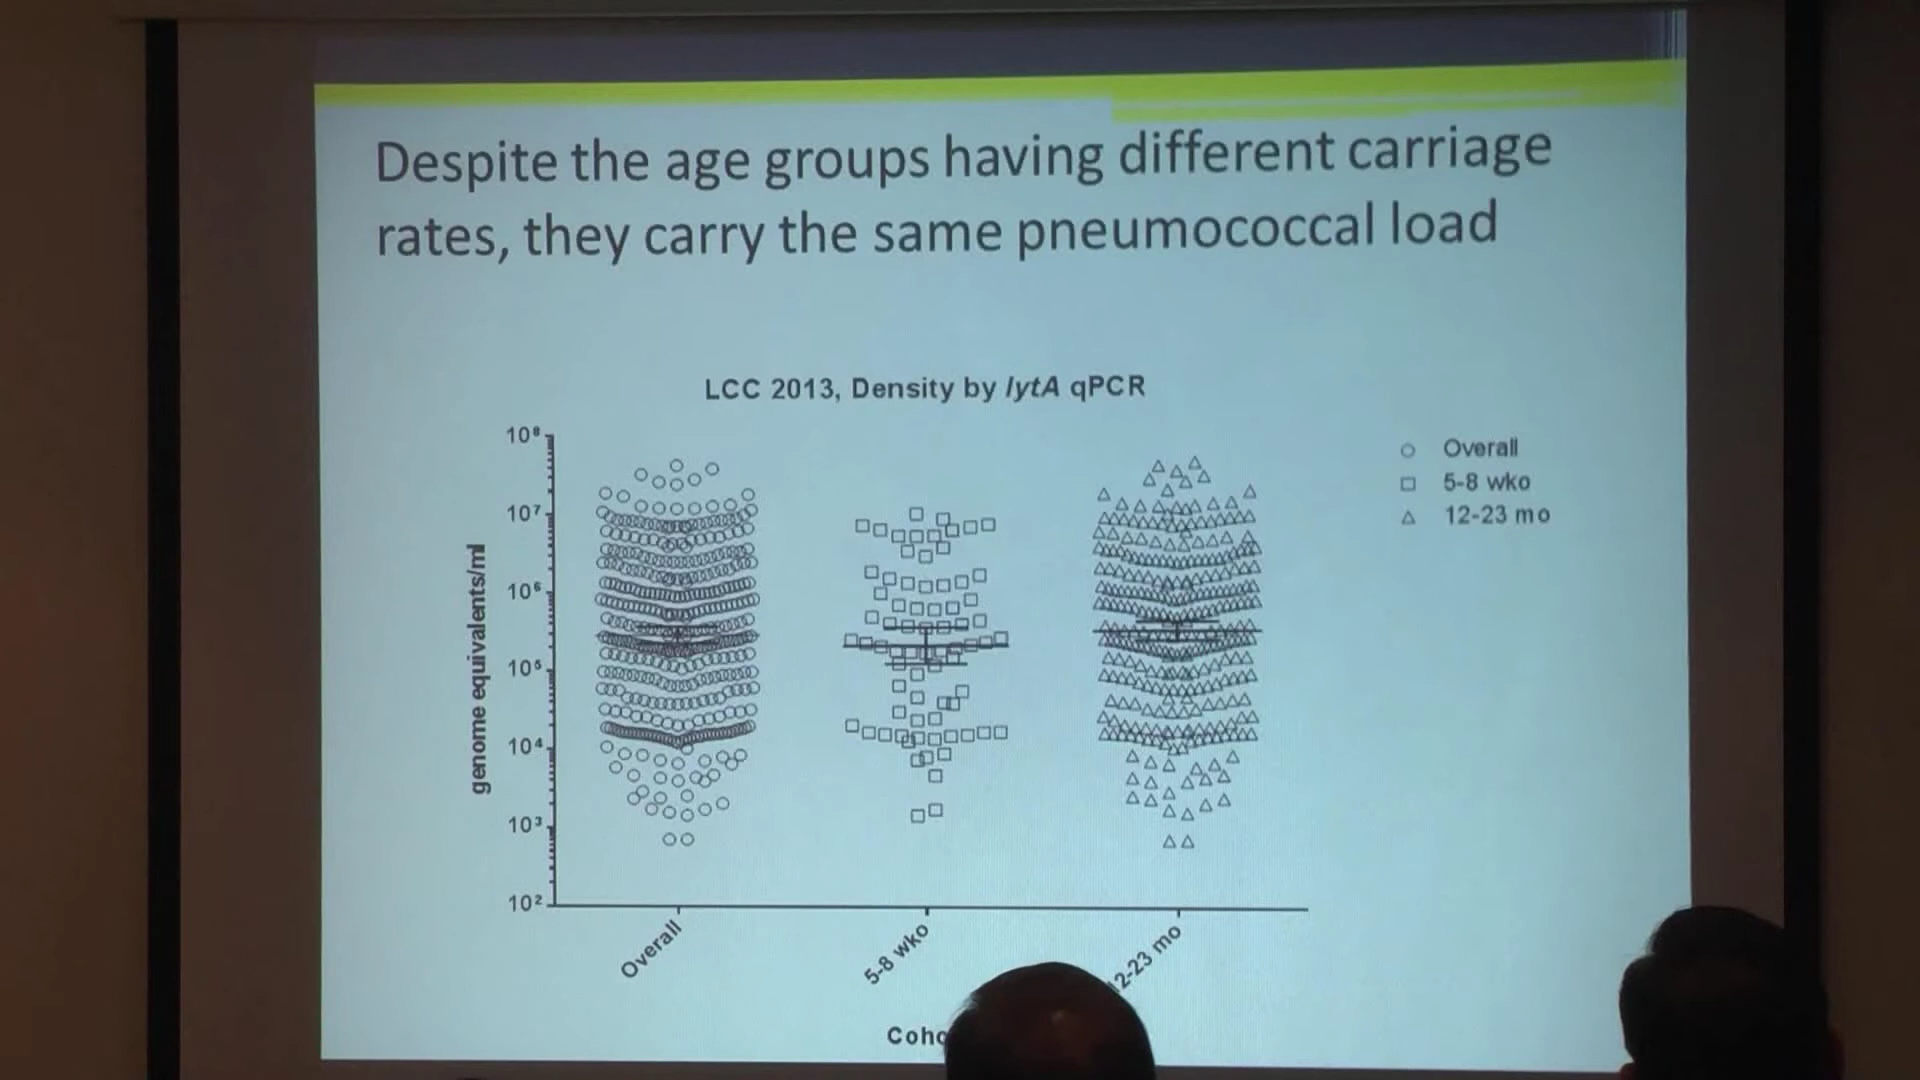 Despite the age groups having different carriage
rates, they carry the same pneumococcal load
LCC 2013, Density by lytA qPCR
genome equivalents/ml
10⁸
10⁷
10⁶
10⁵
10⁴
10³
10²
Overall
5-8 wko
12-23 mo
Overall
5-8 wko
12-23 mo